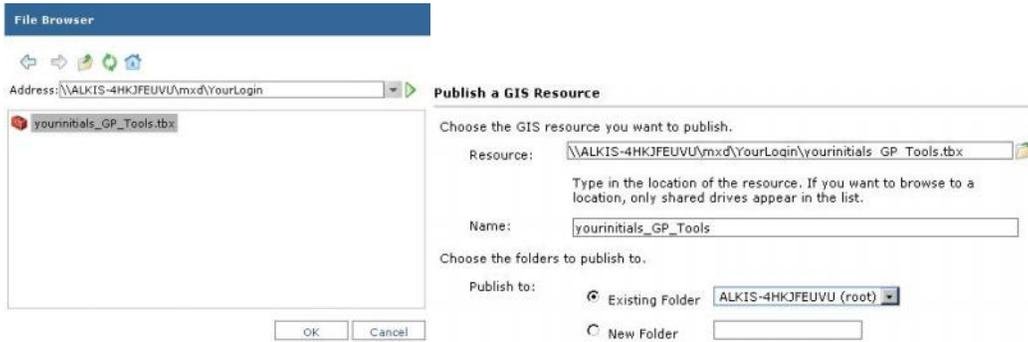 File Browser
Address: \\ALKIS-4HKJFEUVU\mxd\YourLogin
yourinitials_GP_Tools.tbx
OK Cancel
Publish a GIS Resource
Choose the GIS resource you want to publish.
Resource: \\ALKIS-4HKJFEUVU\mxd\YourLogin\yourinitials_GP_Tools.tbx
Type in the location of the resource. If you want to browse to a
location, only shared drives appear in the list.
Name: yourinitials_GP_Tools
Choose the folders to publish to.
Publish to: Existing Folder ALKIS-4HKJFEUVU (root)
New Folder